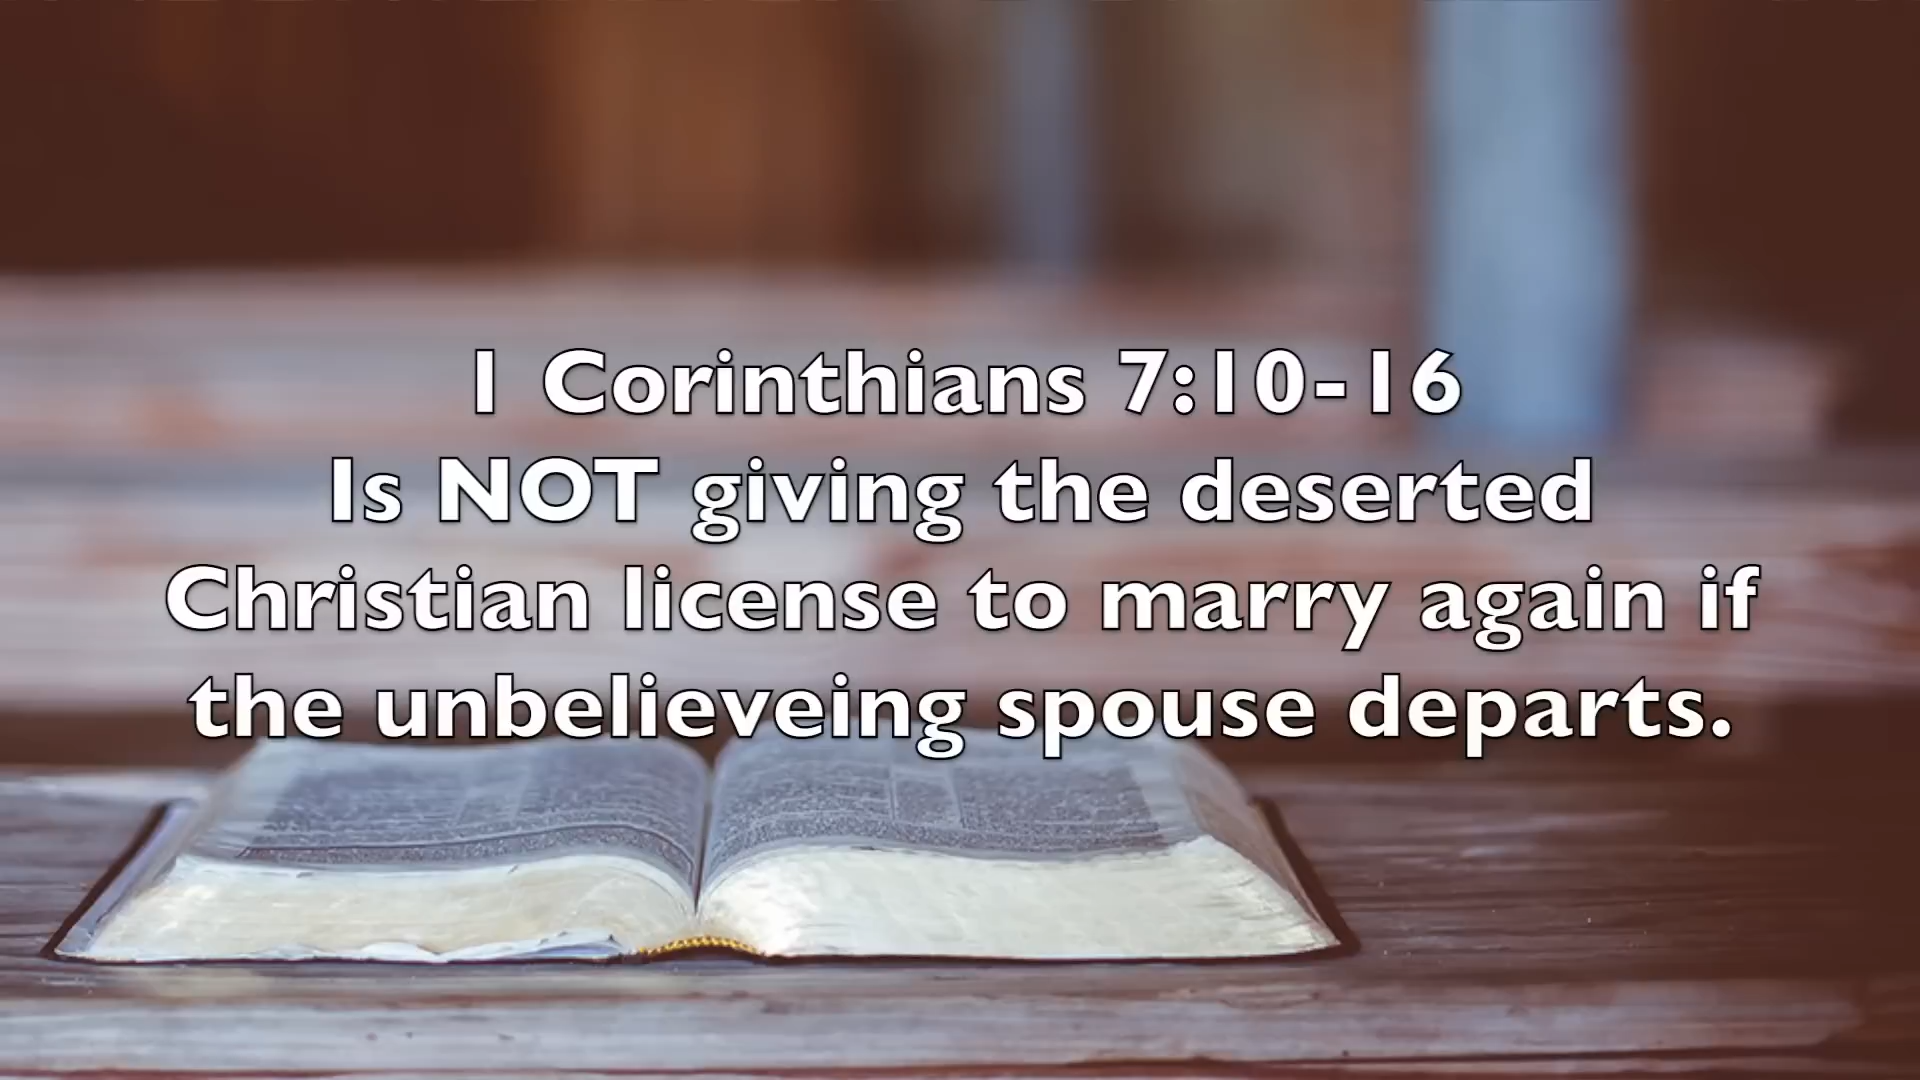 1 Corinthians 7:10-16
Is NOT giving the deserted
Christian license to marry again if
the unbelieveing spouse departs.